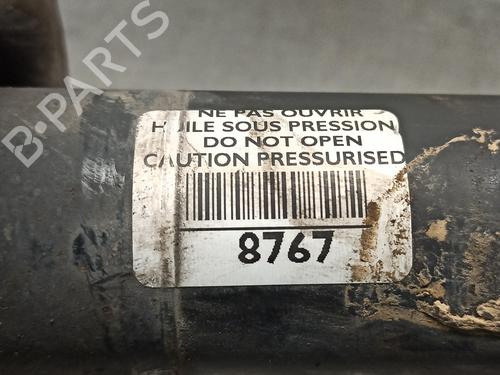 NE PAS OUVRIR
HUILE SOUS PRESSION
DO NOT OPEN
CAUTION PRESSURISED
8767
B-PARTS